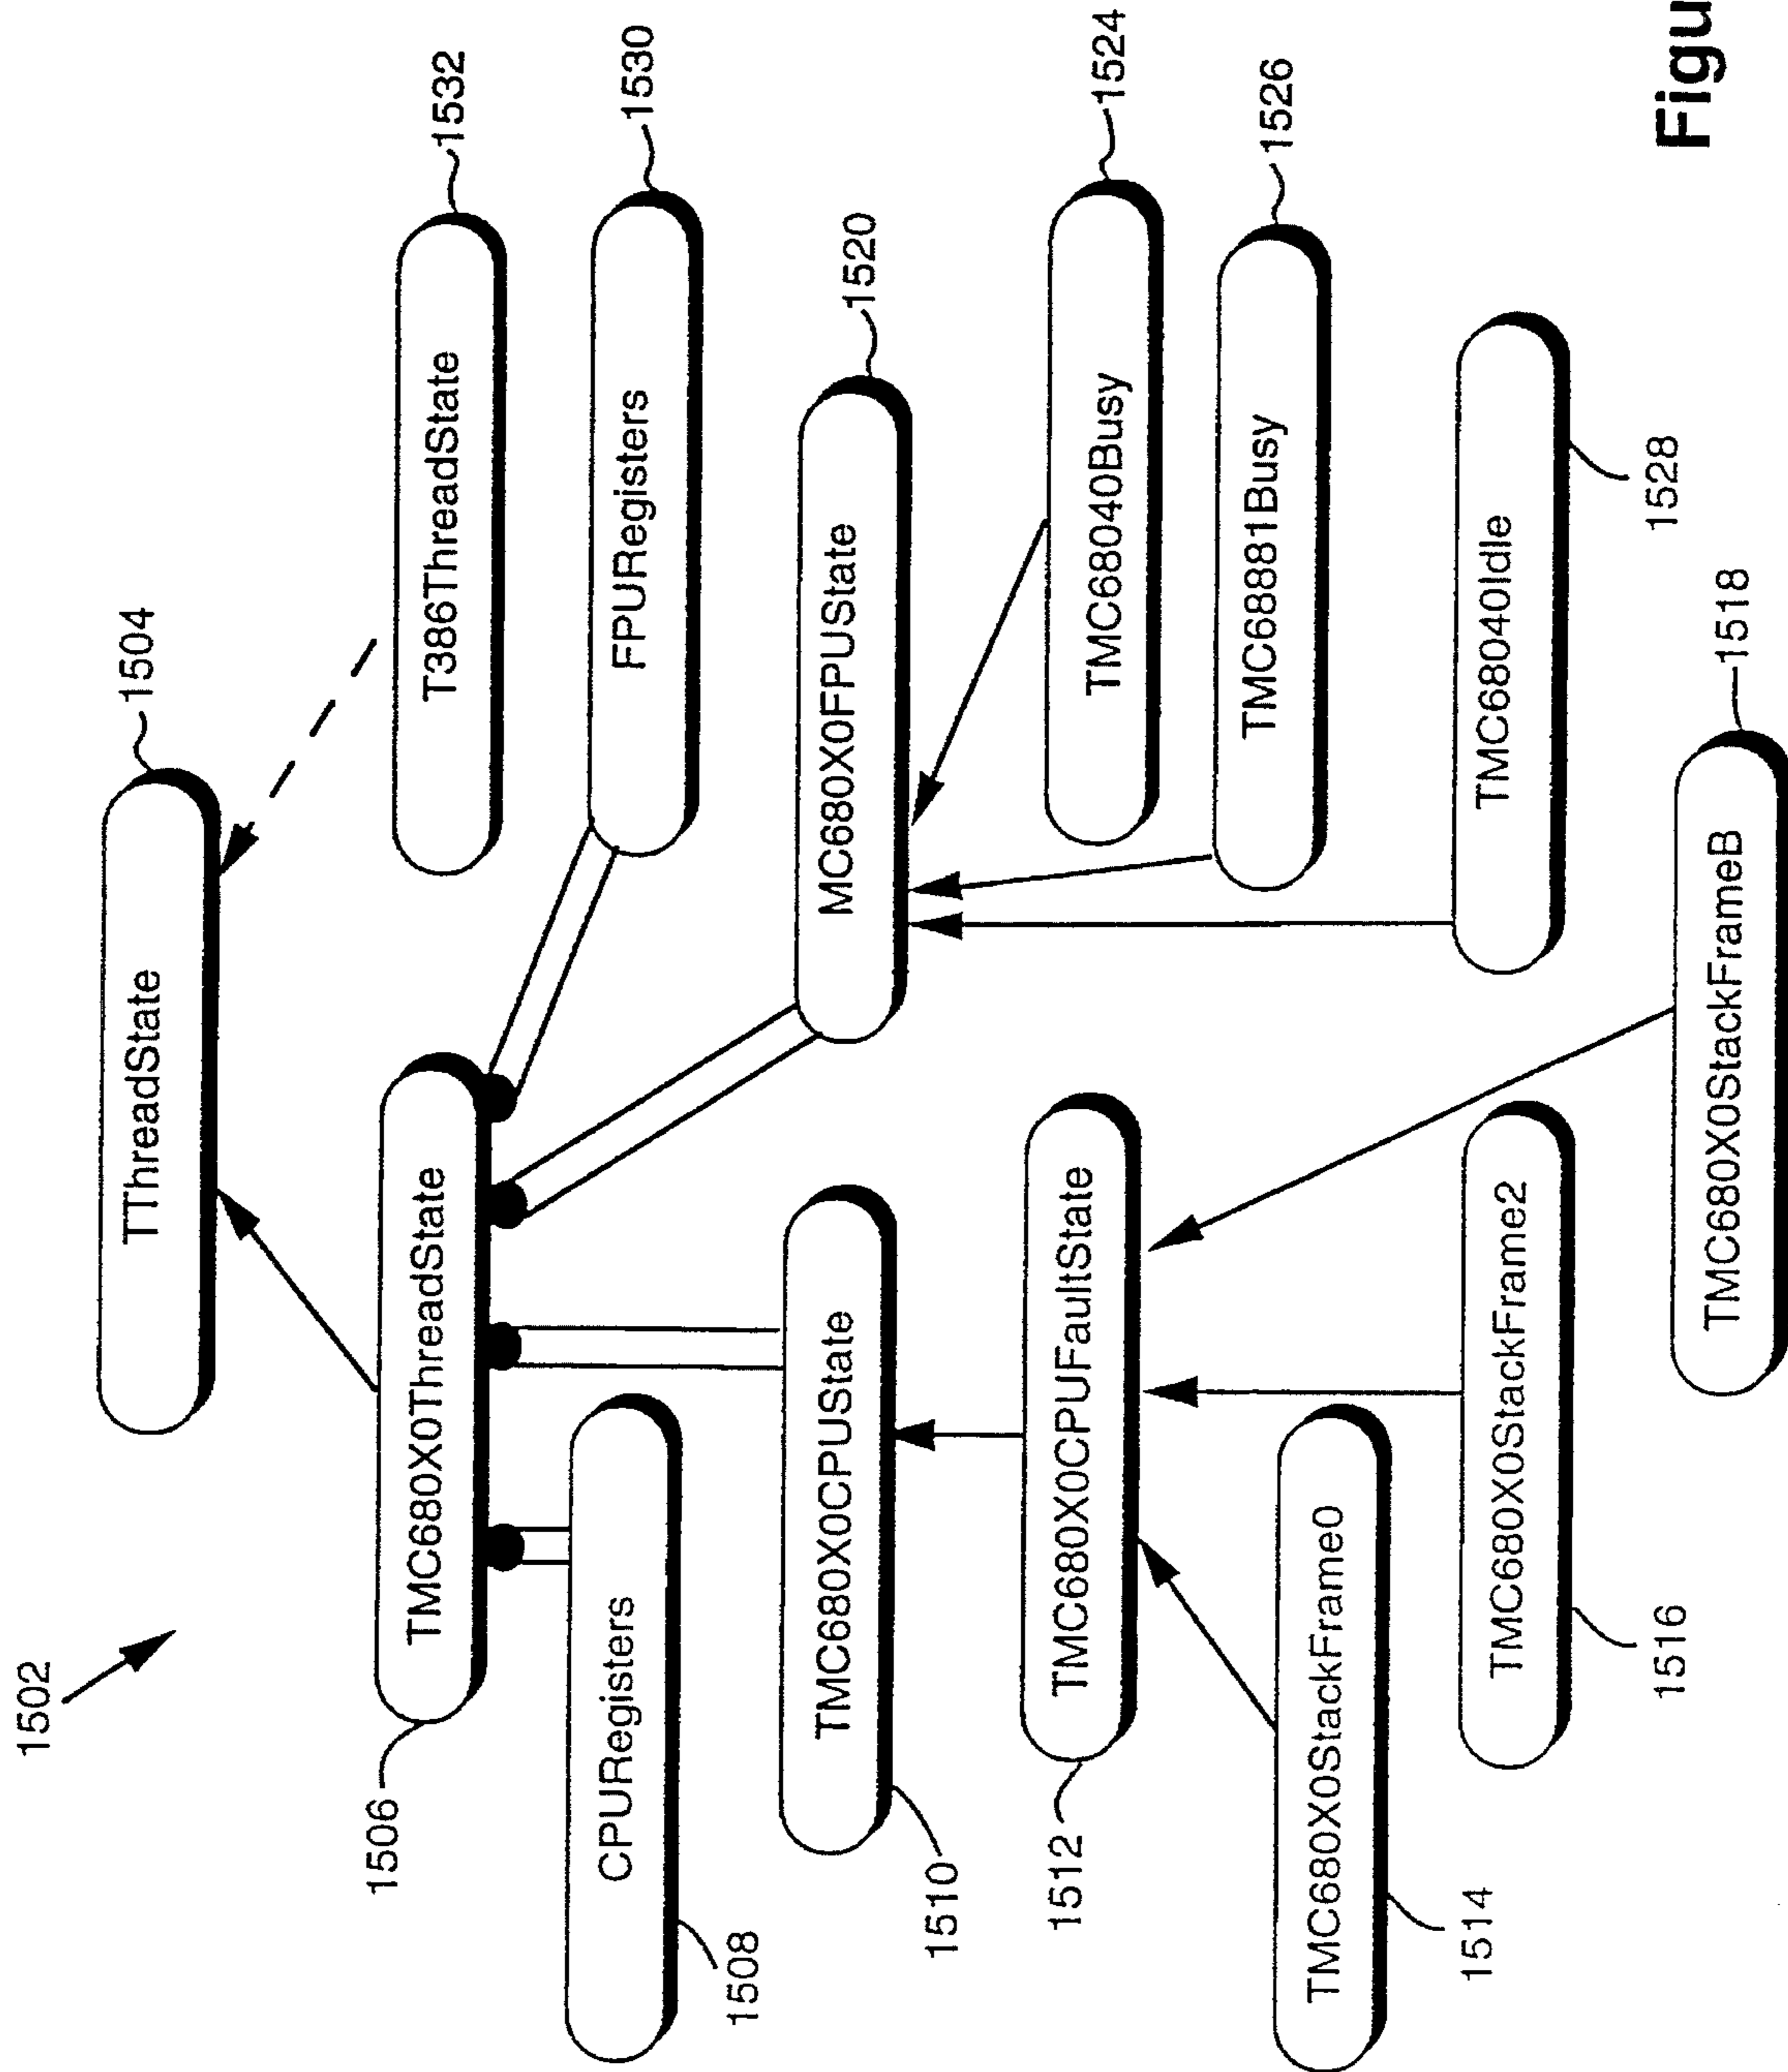 1502
TThreadState
1504
1506
TMC680X0ThreadState
T386ThreadState
1532
CPURegisters
1508
FPURegisters
1530
TMC680X0CPUState
1510
MC680X0FPUState
1520
TMC680X0CPUFaultState
1512
TMC68040Busy
1524
TMC68881Busy
1526
TMC680X0StackFrame0
1514
TMC680X0StackFrame2
1516
TMC68040Idle
1528
TMC680X0StackFrameB
1518
Figu